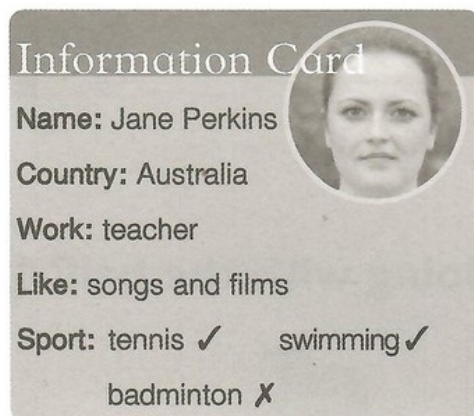 Information Card
Name: Jane Perkins
Country: Australia
Work: teacher
Like: songs and films
Sport: tennis ✓ swimming ✓
badminton ✗